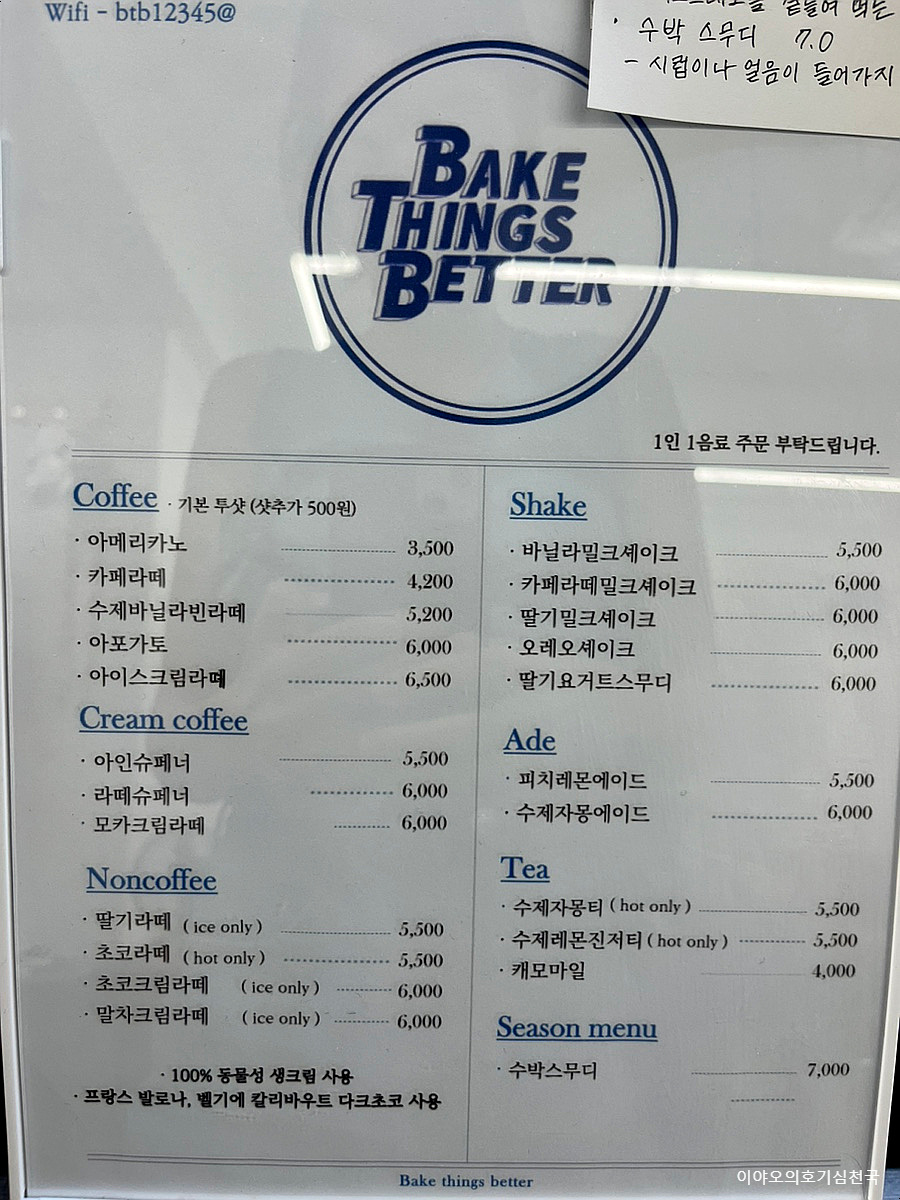 Wifi - btb12345@
수박 스무디 7.0
- 시럽이나 얼음이 들어가지
BAKE
THINGS
BETTER
1인 1음료 주문 부탁드립니다.
Coffee · 기본 투샷 (샷추가 500원)
· 아메리카노 3,500
· 카페라떼 4,200
· 수제바닐라빈라떼 5,200
· 아포가토 6,000
· 아이스크림라떼 6,500
Cream coffee
· 아인슈페너 5,500
· 라떼슈페너 6,000
· 모카크림라떼 6,000
Noncoffee
· 딸기라떼 (ice only) 5,500
· 초코라떼 (hot only) 5,500
· 초코크림라떼 (ice only) 6,000
· 말차크림라떼 (ice only) 6,000
· 100% 동물성 생크림 사용
· 프랑스 발로나, 벨기에 칼리바우트 다크초코 사용
Shake
· 바닐라밀크셰이크 5,500
· 카페라떼밀크셰이크 6,000
· 딸기밀크셰이크 6,000
· 오레오셰이크 6,000
· 딸기요거트스무디 6,000
Ade
· 피치레몬에이드 5,500
· 수제자몽에이드 6,000
Tea
· 수제자몽티 (hot only) 5,500
· 수제레몬진저티 (hot only) 5,500
· 캐모마일 4,000
Season menu
· 수박스무디 7,000
Bake things better
이야오의호기심천국